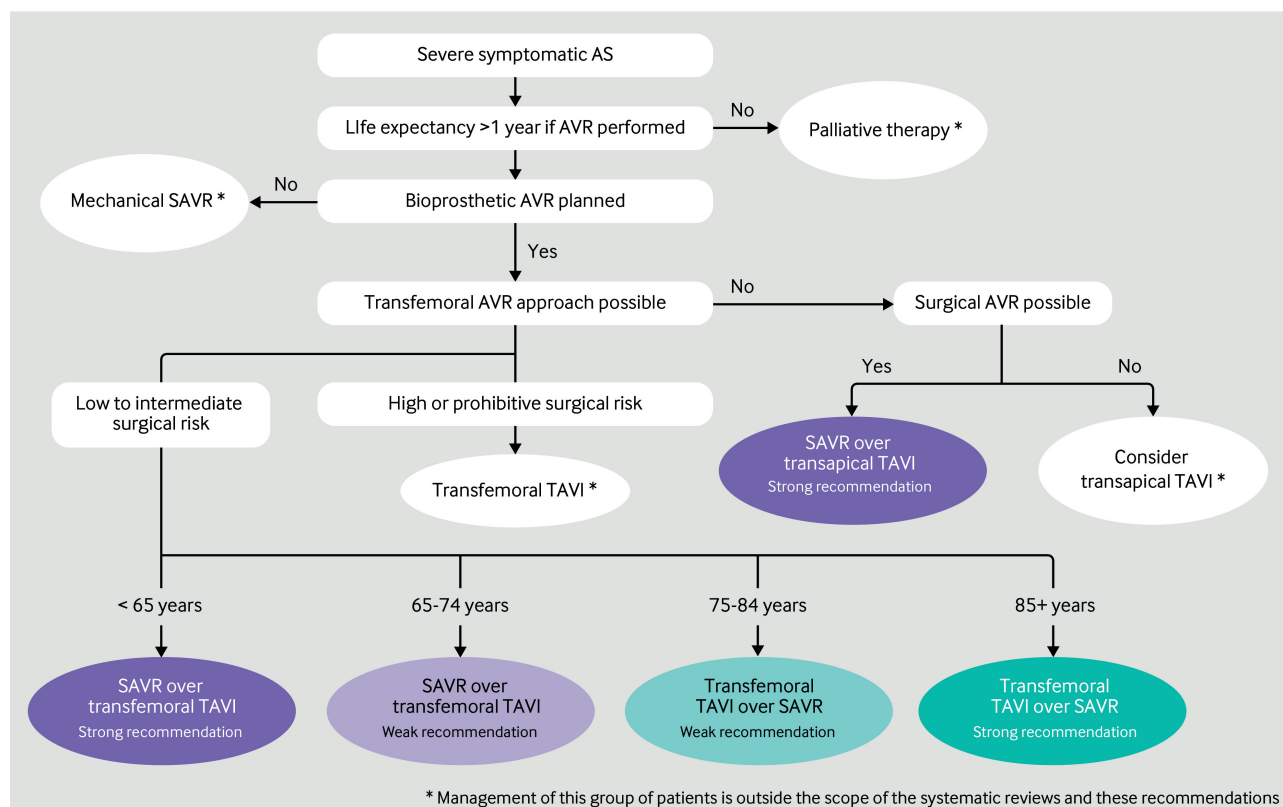 Severe symptomatic AS
LIfe expectancy >1 year if AVR performed
No
Palliative therapy *
Mechanical SAVR *
No
Bioprosthetic AVR planned
Yes
Transfemoral AVR approach possible
No
Surgical AVR possible
Yes
No
Low to intermediate
surgical risk
High or prohibitive surgical risk
SAVR over
transapical TAVI
Strong recommendation
Consider
transapical TAVI *
Transfemoral TAVI *
< 65 years
65-74 years
75-84 years
85+ years
SAVR over
transfemoral TAVI
Strong recommendation
SAVR over
transfemoral TAVI
Weak recommendation
Transfemoral
TAVI over SAVR
Weak recommendation
Transfemoral
TAVI over SAVR
Strong recommendation
* Management of this group of patients is outside the scope of the systematic reviews and these recommendations